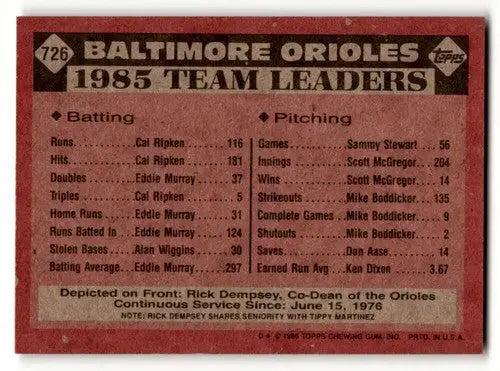 726
BALTIMORE ORIOLES
topps
1985 TEAM LEADERS
Batting
Runs..........Cal Ripken........116
Hits............Cal Ripken........181
Doubles......Eddie Murray......37
Triples........Cal Ripken..........5
Home Runs...Eddie Murray......31
Runs Batted In..Eddie Murray....124
Stolen Bases...Alan Wiggins......30
Batting Average...Eddie Murray....297
Pitching
Games..........Sammy Stewart...56
Innings..........Scott McGregor..204
Wins............Scott McGregor...14
Strikeouts......Mike Boddicker..135
Complete Games..Mike Boddicker...9
Shutouts........Mike Boddicker...2
Saves..........Don Aase........14
Earned Run Avg...Ken Dixon.....3.67
Depicted on Front: Rick Dempsey, Co-Dean of the Orioles
Continuous Service Since: June 15, 1976
NOTE: RICK DEMPSEY SHARES SENIORITY WITH TIPPY MARTINEZ
D★ © 1986 TOPPS CHEWING GUM, INC. PRTD. IN U.S.A.